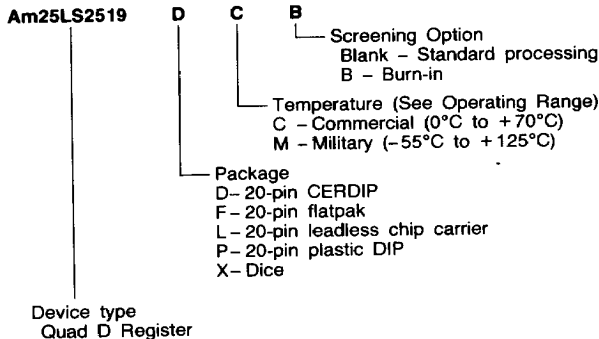 Am25LS2519 D C B
Screening Option
Blank – Standard processing
B – Burn-in
Temperature (See Operating Range)
C – Commercial (0°C to +70°C)
M – Military (–55°C to +125°C)
Package
D – 20-pin CERDIP
F – 20-pin flatpak
L – 20-pin leadless chip carrier
P – 20-pin plastic DIP
X – Dice
Device type
Quad D Register